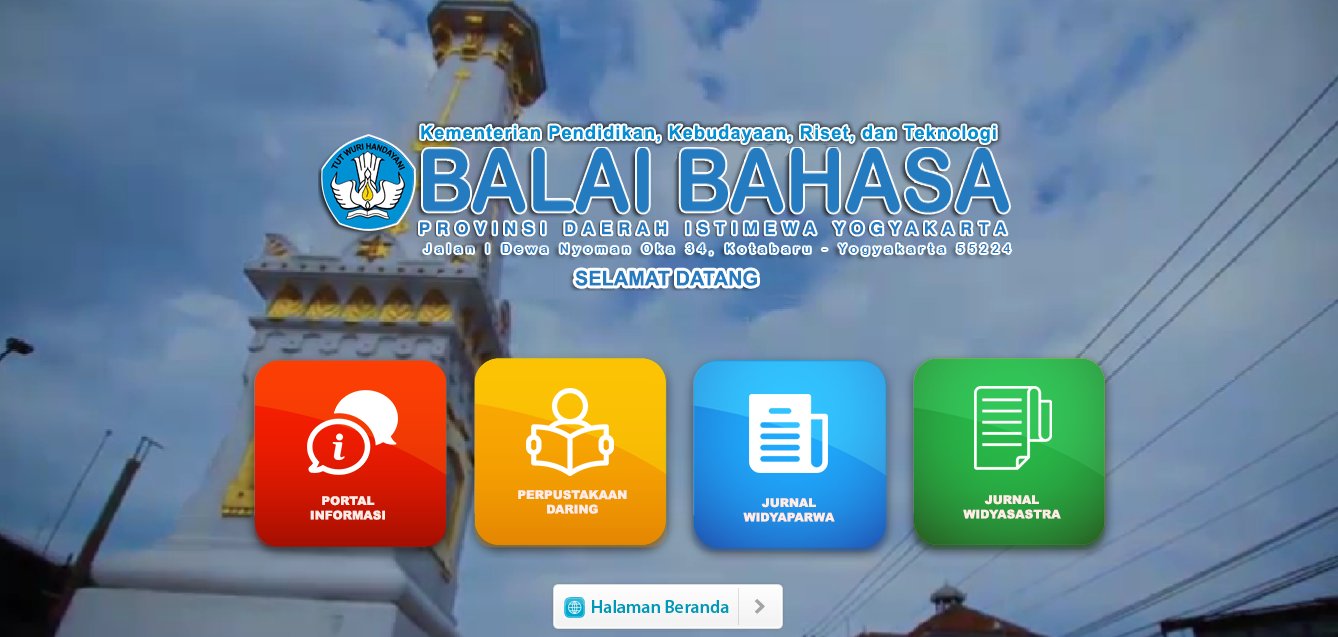 Kementerian Pendidikan, Kebudayaan, Riset, dan Teknologi
TUT WURI HANDAYANI
BALAI BAHASA
PROVINSI DAERAH ISTIMEWA YOGYAKARTA
Jalan I Dewa Nyoman Oka 34, Kotabaru - Yogyakarta 55224
SELAMAT DATANG
PORTAL
INFORMASI
PERPUSTAKAAN
DARING
JURNAL
WIDYAPARWA
JURNAL
WIDYASASTRA
Halaman Beranda